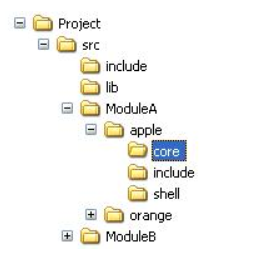 Project
src
include
lib
ModuleA
apple
core
include
shell
orange
ModuleB